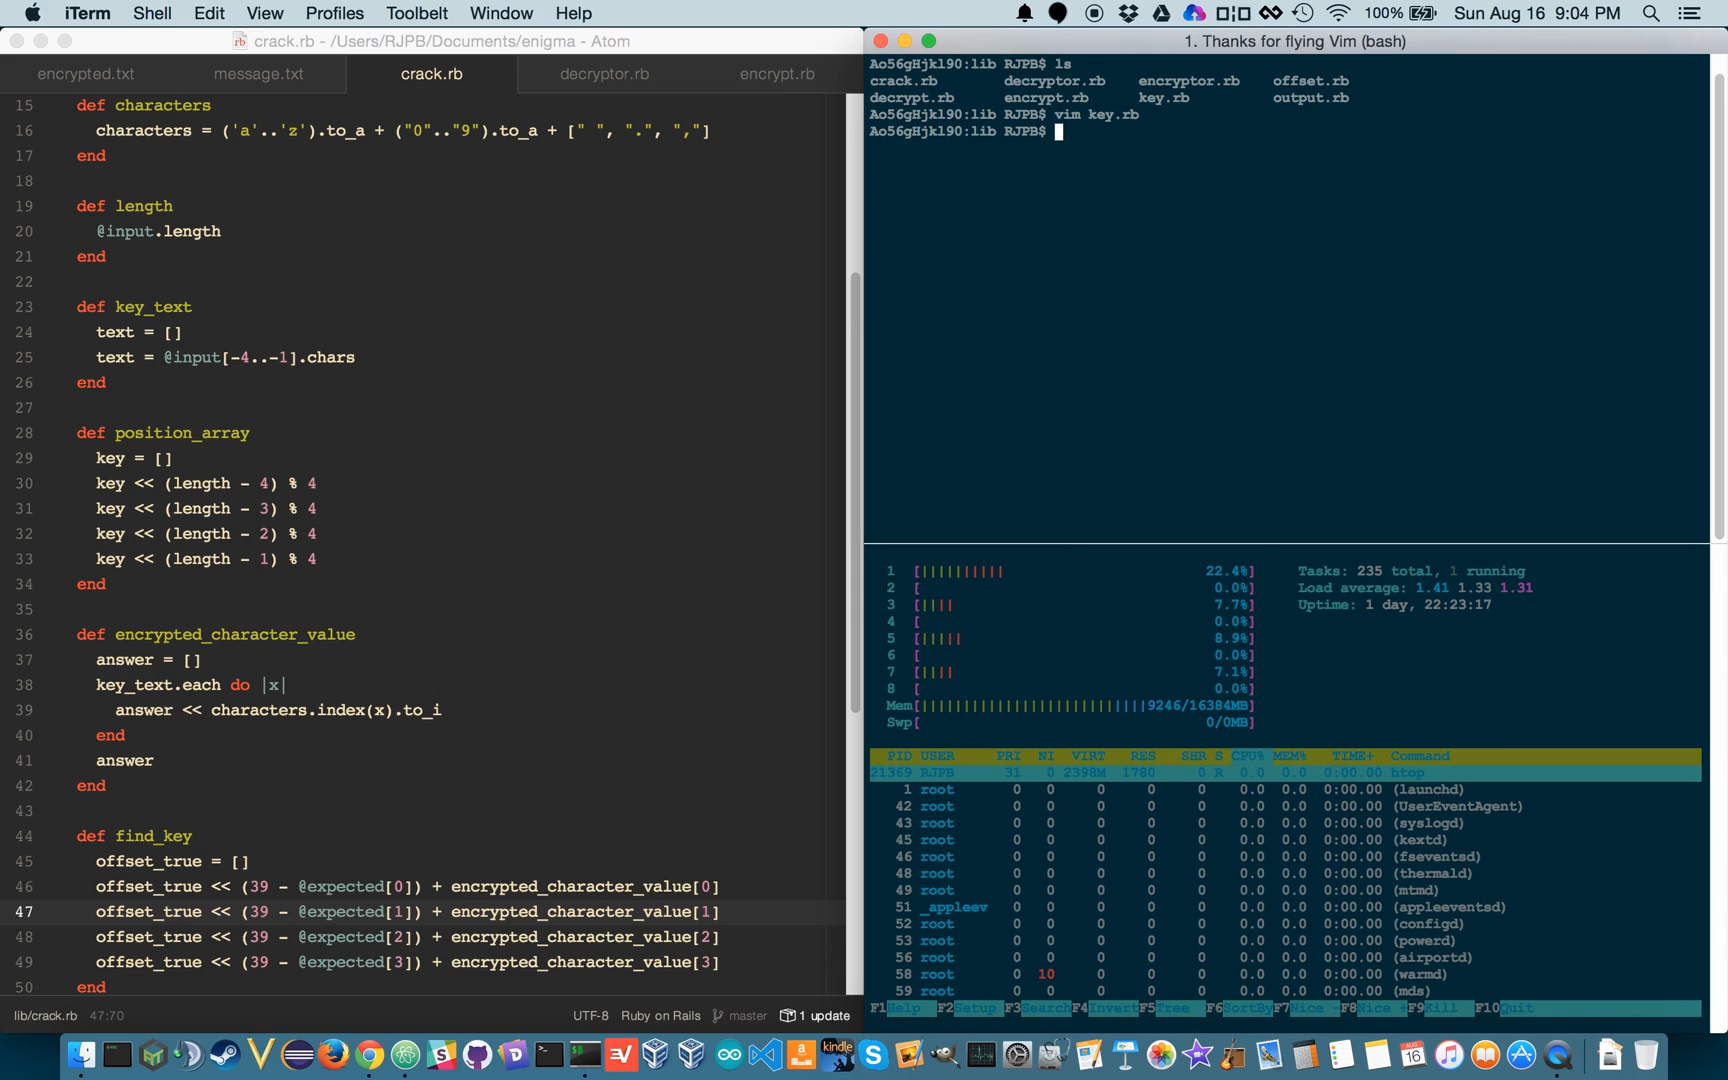 iTerm Shell Edit View Profiles Toolbelt Window Help 100% Sun Aug 16 9:04 PM
crack.rb - /Users/RJPB/Documents/enigma - Atom
encrypted.txt message.txt crack.rb decryptor.rb encrypt.rb
15 def characters
16 characters = ('a'..'z').to_a + ("0".."9").to_a + [" ", ".", ","]
17 end
18
19 def length
20 @input.length
21 end
22
23 def key_text
24 text = []
25 text = @input[-4..-1].chars
26 end
27
28 def position_array
29 key = []
30 key << (length - 4) % 4
31 key << (length - 3) % 4
32 key << (length - 2) % 4
33 key << (length - 1) % 4
34 end
35
36 def encrypted_character_value
37 answer = []
38 key_text.each do |x|
39 answer << characters.index(x).to_i
40 end
41 answer
42 end
43
44 def find_key
45 offset_true = []
46 offset_true << (39 - @expected[0]) + encrypted_character_value[0]
47 offset_true << (39 - @expected[1]) + encrypted_character_value[1]
48 offset_true << (39 - @expected[2]) + encrypted_character_value[2]
49 offset_true << (39 - @expected[3]) + encrypted_character_value[3]
50 end
lib/crack.rb 47:70 UTF-8 Ruby on Rails master 1 update
1. Thanks for flying Vim (bash)
Ao56gHjkl90:lib RJPB$ ls
crack.rb decryptor.rb encryptor.rb offset.rb
decrypt.rb encrypt.rb key.rb output.rb
Ao56gHjkl90:lib RJPB$ vim key.rb
Ao56gHjkl90:lib RJPB$
1 [|||||||||| 22.4%] Tasks: 235 total, 1 running
2 [ 0.0%] Load average: 1.41 1.33 1.31
3 [|||| 7.7%] Uptime: 1 day, 22:23:17
4 [ 0.0%]
5 [||||| 8.9%]
6 [ 0.0%]
7 [|||| 7.1%]
8 [ 0.0%]
Mem[||||||||||||||||||||||||||||9246/16384MB]
Swp[ 0/0MB]
PID USER PRI NI VIRT RES SHR S CPU% MEM% TIME+ Command
21369 RJPB 31 0 2398M 1780 0 R 0.0 0.0 0:00.00 htop
1 root 0 0 0 0 0 0.0 0.0 0:00.00 (launchd)
42 root 0 0 0 0 0 0.0 0.0 0:00.00 (UserEventAgent)
43 root 0 0 0 0 0 0.0 0.0 0:00.00 (syslogd)
45 root 0 0 0 0 0 0.0 0.0 0:00.00 (kextd)
46 root 0 0 0 0 0 0.0 0.0 0:00.00 (fseventsd)
48 root 0 0 0 0 0 0.0 0.0 0:00.00 (thermald)
49 root 0 0 0 0 0 0.0 0.0 0:00.00 (mtmd)
51 _appleev 0 0 0 0 0 0.0 0.0 0:00.00 (appleeventsd)
52 root 0 0 0 0 0 0.0 0.0 0:00.00 (configd)
53 root 0 0 0 0 0 0.0 0.0 0:00.00 (powerd)
56 root 0 0 0 0 0 0.0 0.0 0:00.00 (airportd)
58 root 0 10 0 0 0 0.0 0.0 0:00.00 (warmd)
59 root 0 0 0 0 0 0.0 0.0 0:00.00 (mds)
F1Help F2Setup F3SearchF4InvertF5Tree F6SortByF7Nice -F8Nice +F9Kill F10Quit
kindle